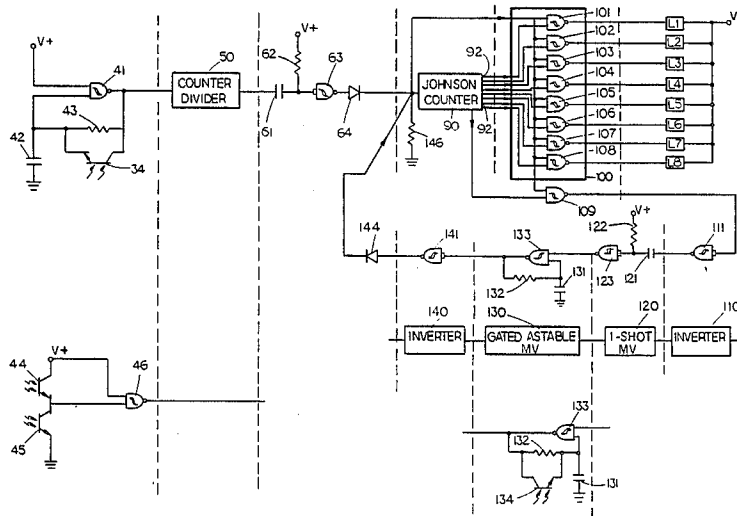 V+
41
43
42
34
50
COUNTER
DIVIDER
62
V+
63
61
64
92
JOHNSON
COUNTER
90
92
146
101
102
103
104
105
106
107
108
100
109
L1
L2
L3
L4
L5
L6
L7
L8
V
144
141
133
132
131
V+
122
123
121
111
140
INVERTER
130
GATED ASTABLE
MV
120
1-SHOT
MV
110
INVERTER
V+
44
46
45
133
132
134
131